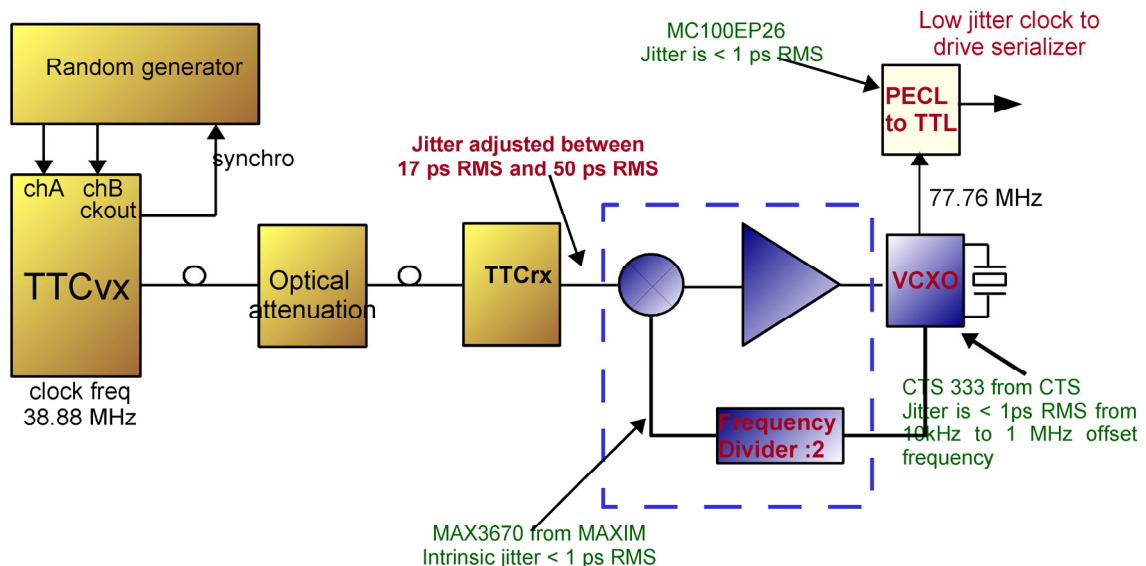 MC100EP26
Jitter is < 1 ps RMS
Low jitter clock to
drive serializer
Random generator
PECL
to TTL
synchro
Jitter adjusted between
17 ps RMS and 50 ps RMS
chA
chB
ckout
77.76 MHz
TTCvx
Optical
attenuation
TTCrx
VCXO
clock freq
38.88 MHz
Frequency
Divider :2
CTS 333 from CTS
Jitter is < 1ps RMS from
10kHz to 1 MHz offset
frequency
MAX3670 from MAXIM
Intrinsic jitter < 1 ps RMS